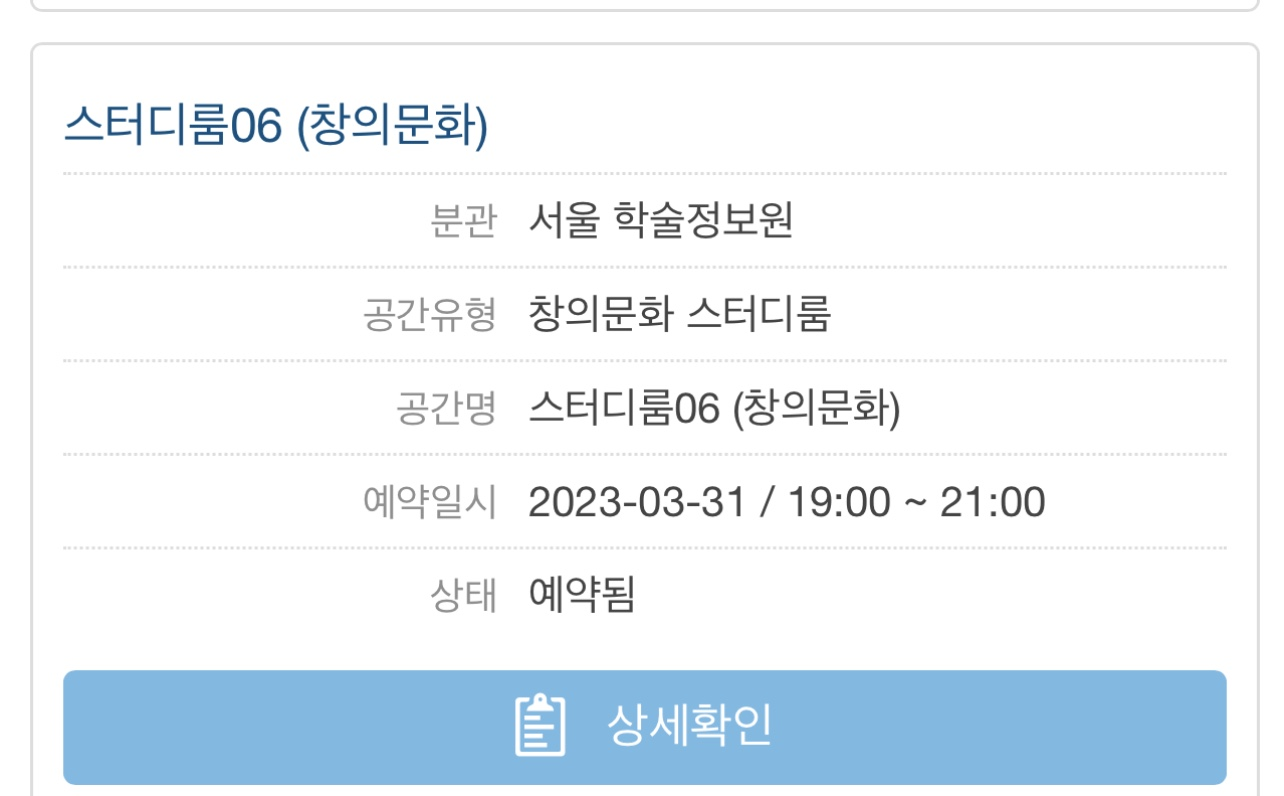 스터디룸06 (창의문화)
분관 서울 학술정보원
공간유형 창의문화 스터디룸
공간명 스터디룸06 (창의문화)
예약일시 2023-03-31 / 19:00 ~ 21:00
상태 예약됨
상세확인